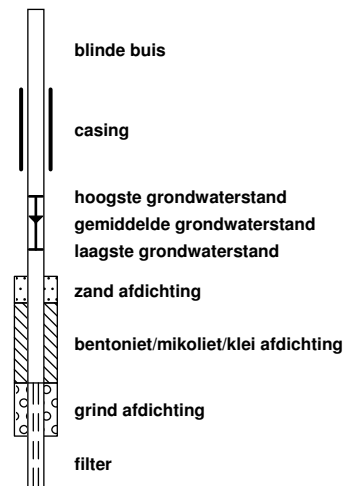 blinde buis
casing
hoogste grondwaterstand
gemiddelde grondwaterstand
laagste grondwaterstand
zand afdichting
bentoniet/mikoliet/klei afdichting
grind afdichting
filter